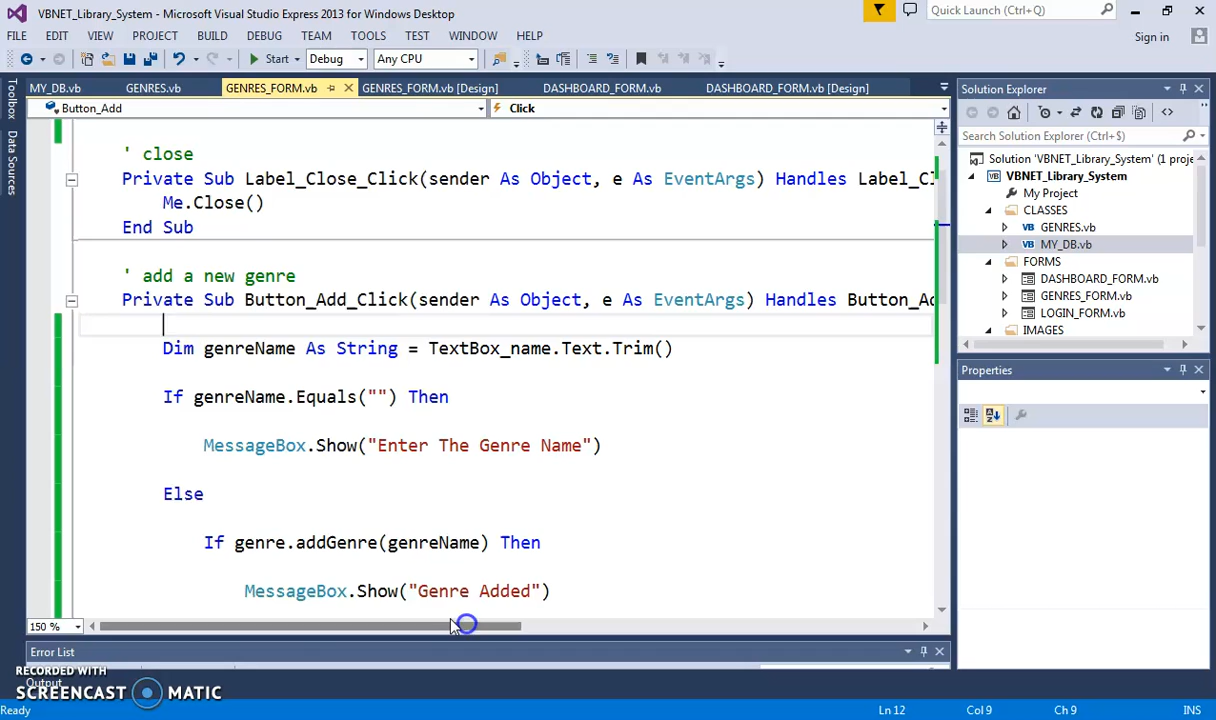 VBNET_Library_System - Microsoft Visual Studio Express 2013 for Windows Desktop
Quick Launch (Ctrl+Q)
FILE EDIT VIEW PROJECT BUILD DEBUG TEAM TOOLS TEST WINDOW HELP
Sign in
Start Debug Any CPU
Toolbox
Data Sources
MY_DB.vb GENRES.vb GENRES_FORM.vb GENRES_FORM.vb [Design] DASHBOARD_FORM.vb DASHBOARD_FORM.vb [Design]
Button_Add Click
' close
Private Sub Label_Close_Click(sender As Object, e As EventArgs) Handles Label_Cl
Me.Close()
End Sub
' add a new genre
Private Sub Button_Add_Click(sender As Object, e As EventArgs) Handles Button_Ad
Dim genreName As String = TextBox_name.Text.Trim()
If genreName.Equals("") Then
MessageBox.Show("Enter The Genre Name")
Else
If genre.addGenre(genreName) Then
MessageBox.Show("Genre Added")
150 %
Error List
Output
Solution Explorer
Search Solution Explorer (Ctrl+$)
Solution 'VBNET_Library_System' (1 proje
VBNET_Library_System
My Project
CLASSES
GENRES.vb
MY_DB.vb
FORMS
DASHBOARD_FORM.vb
GENRES_FORM.vb
LOGIN_FORM.vb
IMAGES
Properties
RECORDED WITH
SCREENCAST MATIC
Ready Ln 12 Col 9 Ch 9 INS